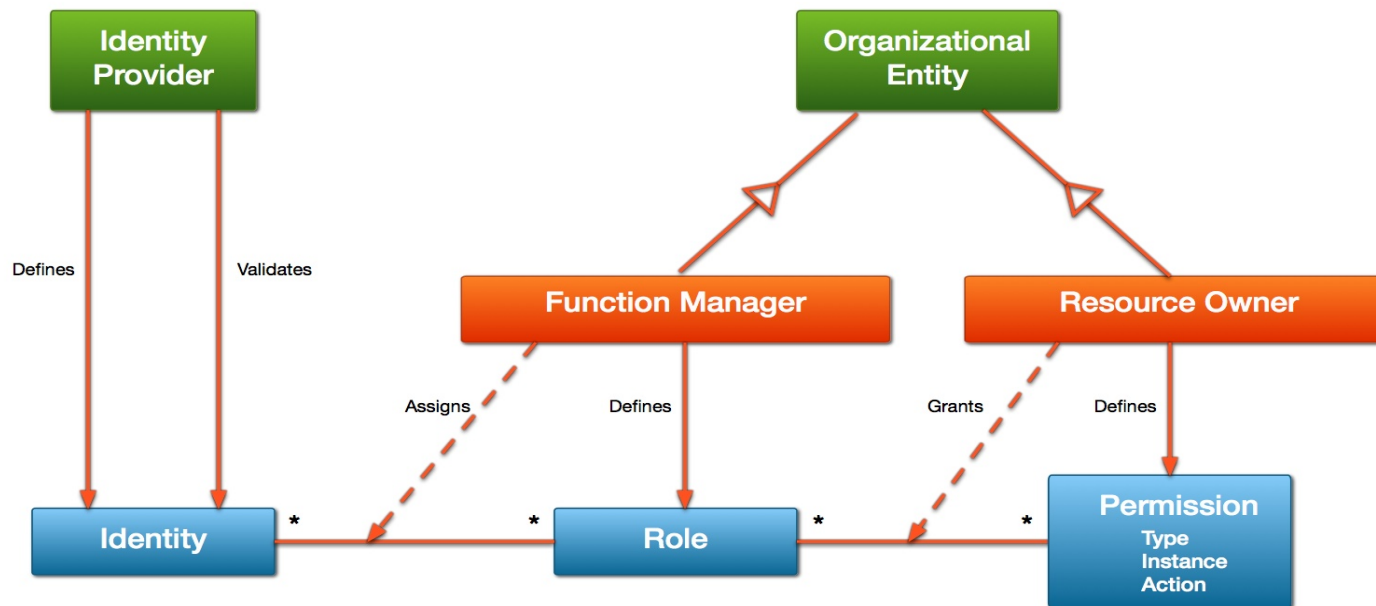 Identity
Provider
Organizational
Entity
Defines
Validates
Function Manager
Resource Owner
Assigns
Defines
Grants
Defines
Identity
*
*
Role
*
*
Permission
Type
Instance
Action